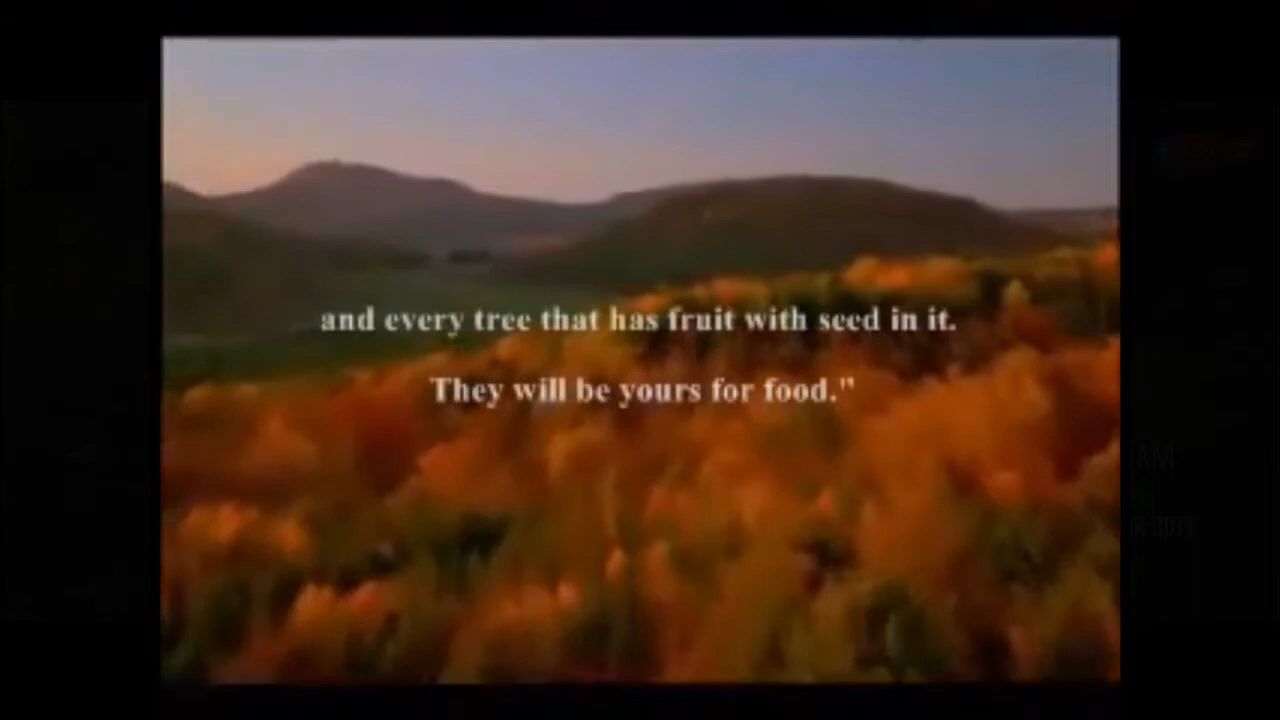 and every tree that has fruit with seed in it.
They will be yours for food."